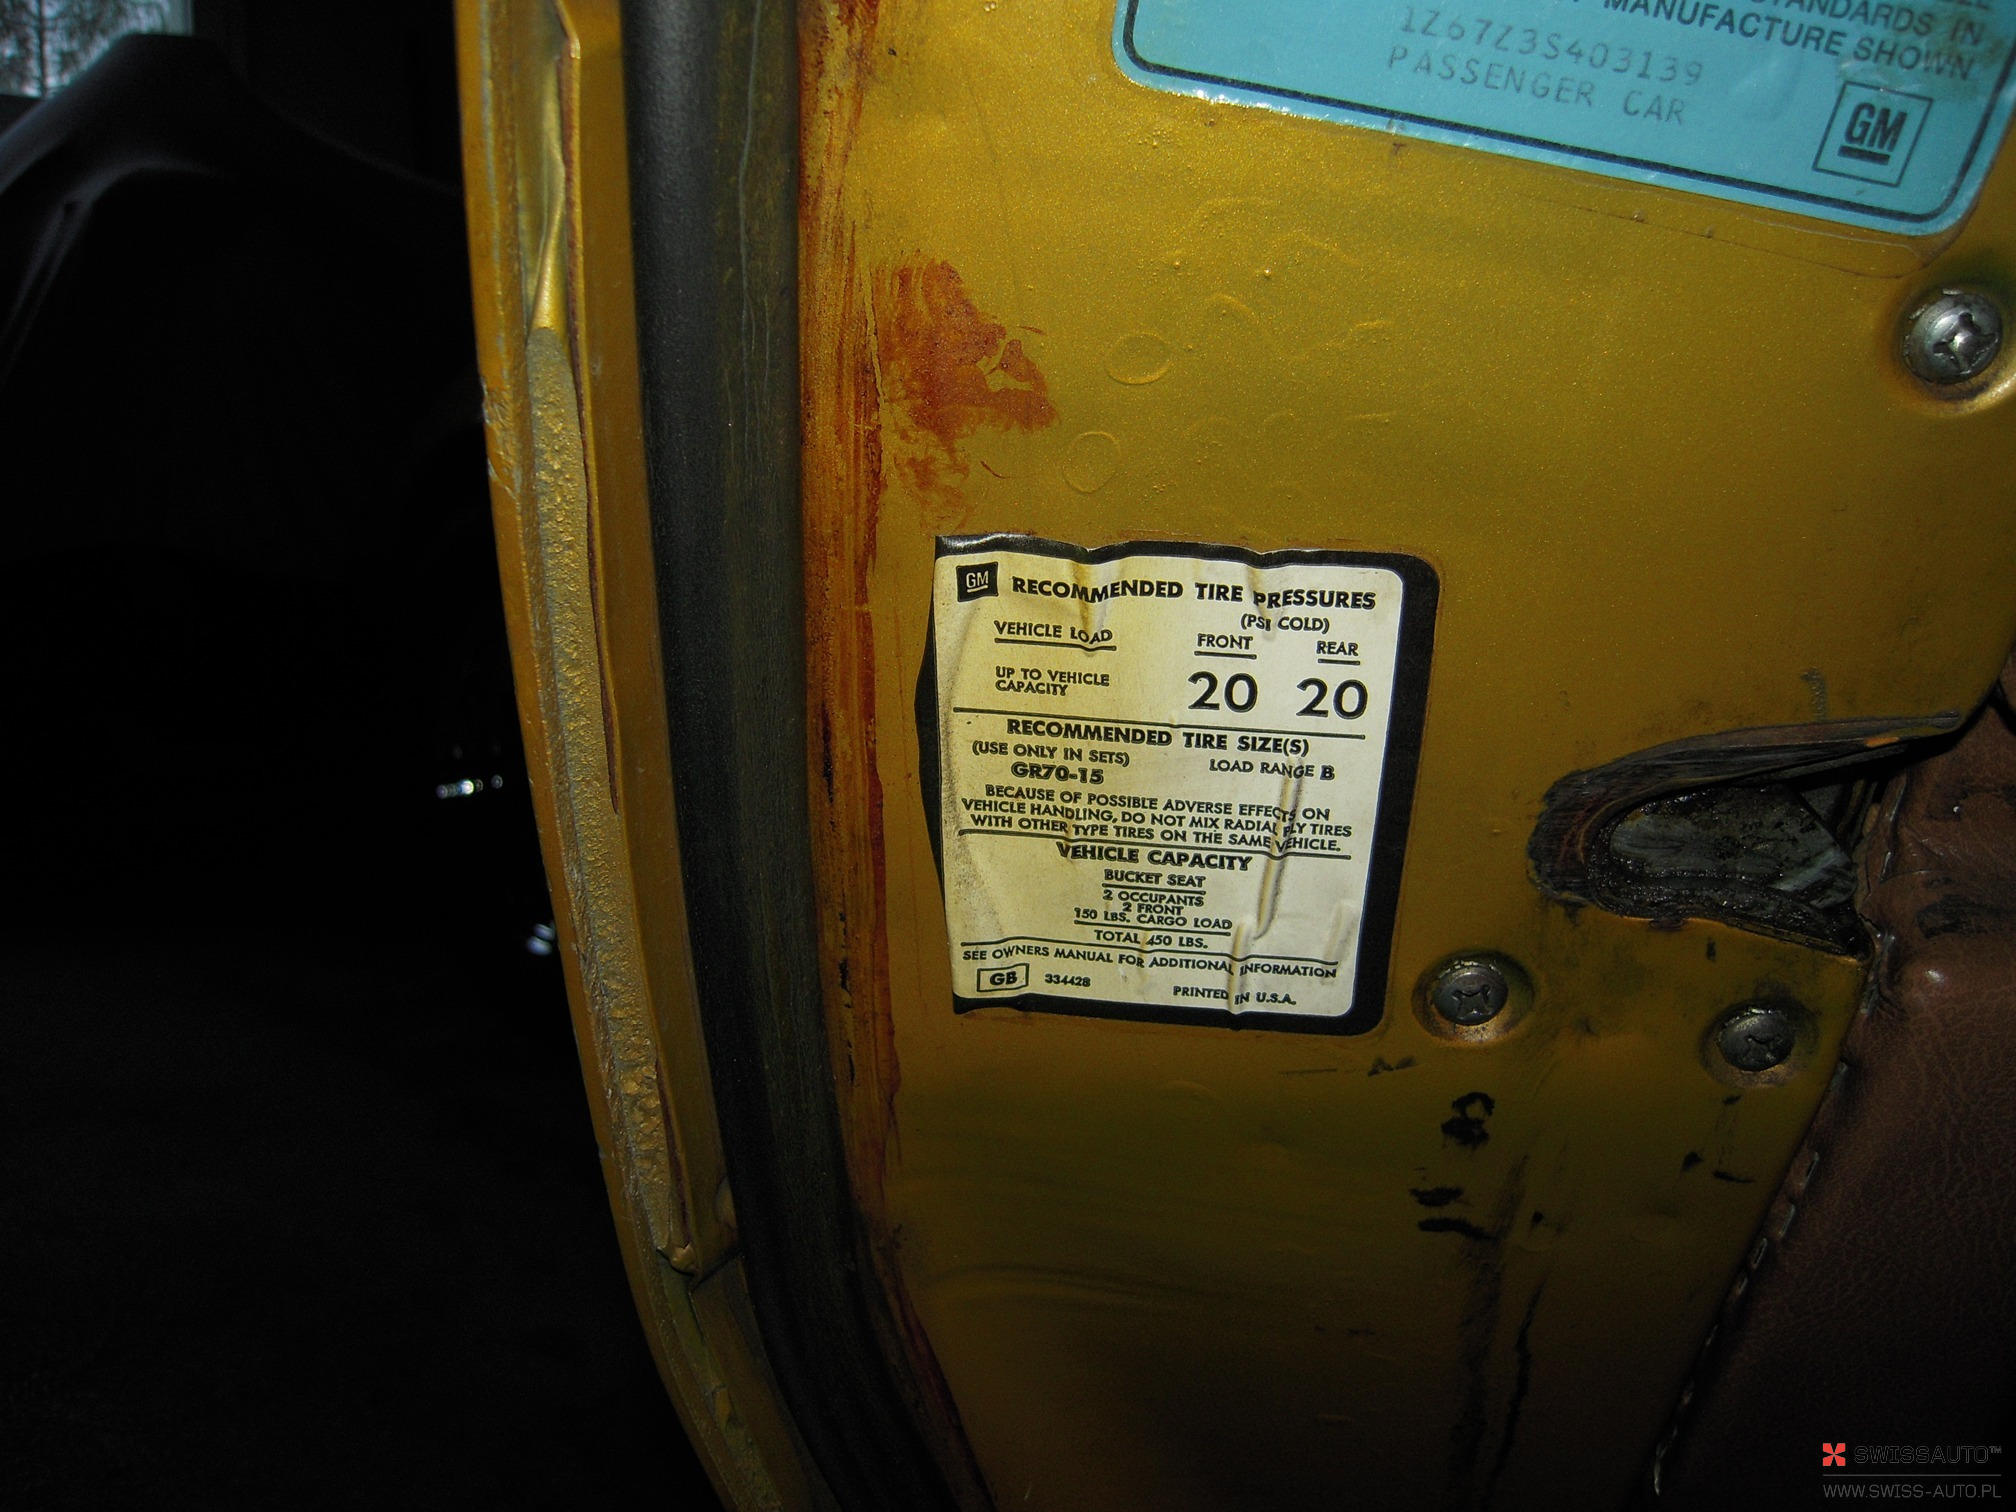 STANDARDS IN
MANUFACTURE SHOWN
1Z67Z3S403139
PASSENGER CAR
GM
GM RECOMMENDED TIRE PRESSURES
(PSI COLD)
VEHICLE LOAD FRONT REAR
UP TO VEHICLE
CAPACITY 20 20
RECOMMENDED TIRE SIZE(S)
(USE ONLY IN SETS) LOAD RANGE B
GR70-15
BECAUSE OF POSSIBLE ADVERSE EFFECTS ON
VEHICLE HANDLING, DO NOT MIX RADIAL PLY TIRES
WITH OTHER TYPE TIRES ON THE SAME VEHICLE.
VEHICLE CAPACITY
BUCKET SEAT
2 OCCUPANTS
2 FRONT
150 LBS. CARGO LOAD
TOTAL 450 LBS.
SEE OWNERS MANUAL FOR ADDITIONAL INFORMATION
GB 334428 PRINTED IN U.S.A.
SWISSAUTO™
WWW.SWISS-AUTO.PL